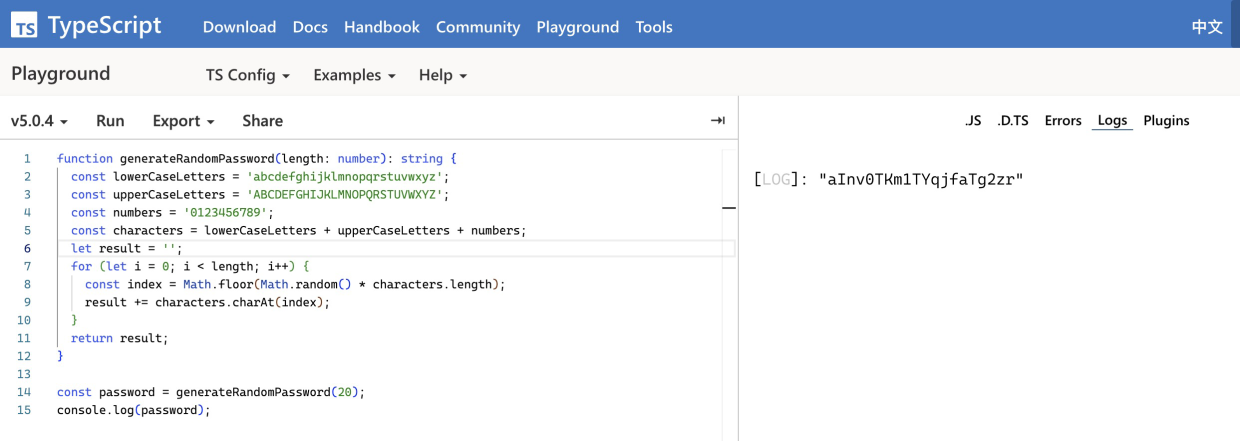 TS TypeScript Download Docs Handbook Community Playground Tools 中文
Playground TS Config Examples Help
v5.0.4 Run Export Share
.JS .D.TS Errors Logs Plugins
1 function generateRandomPassword(length: number): string {
2 const lowerCaseLetters = 'abcdefghijklmnopqrstuvwxyz';
3 const upperCaseLetters = 'ABCDEFGHIJKLMNOPQRSTUVWXYZ';
4 const numbers = '0123456789';
5 const characters = lowerCaseLetters + upperCaseLetters + numbers;
6 let result = '';
7 for (let i = 0; i < length; i++) {
8 const index = Math.floor(Math.random() * characters.length);
9 result += characters.charAt(index);
10 }
11 return result;
12 }
13
14 const password = generateRandomPassword(20);
15 console.log(password);
[LOG]: "aInv0TKm1TYqjfaTg2zr"